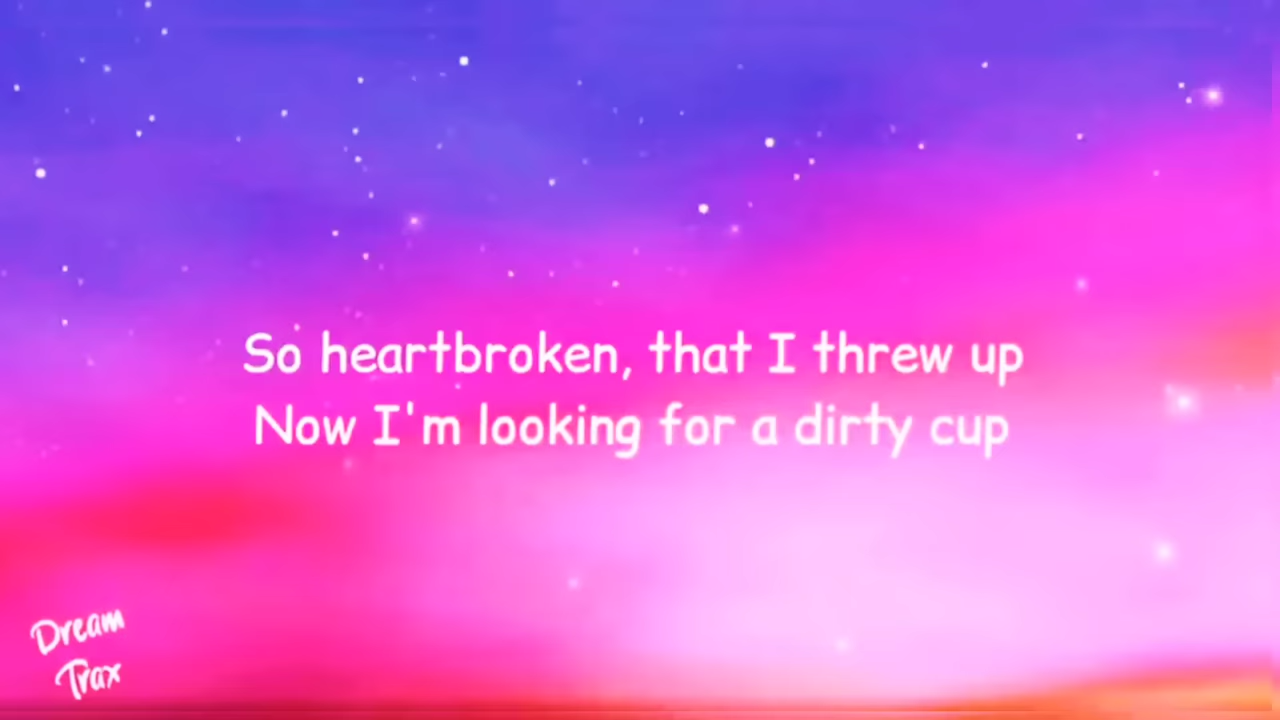 So heartbroken, that I threw up
Now I'm looking for a dirty cup
Dream
Trax